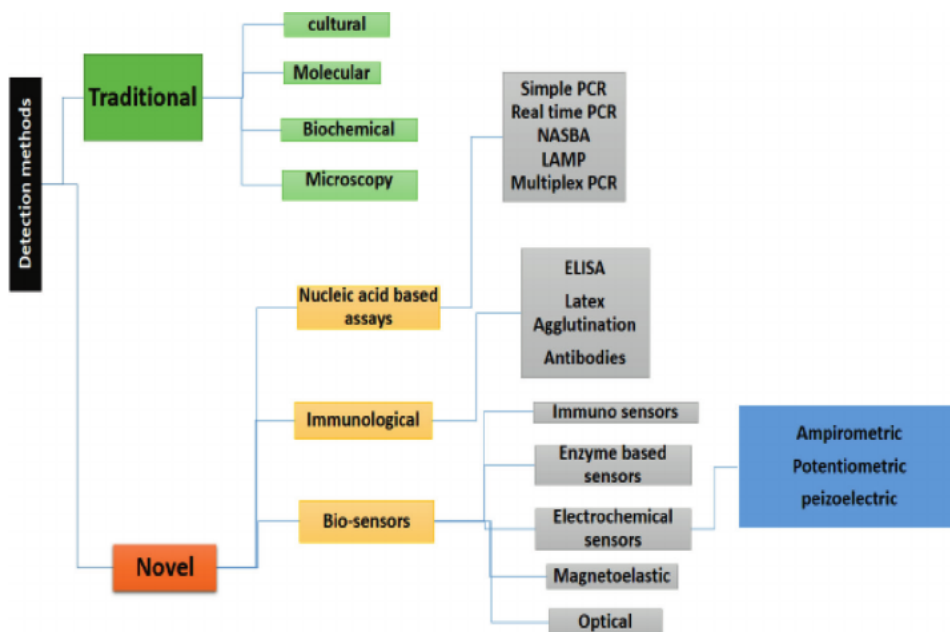 Detection methods
Traditional
cultural
Molecular
Biochemical
Microscopy
Novel
Nucleic acid based
assays
Simple PCR
Real time PCR
NASBA
LAMP
Multiplex PCR
Immunological
ELISA
Latex
Agglutination
Antibodies
Bio-sensors
Immuno sensors
Enzyme based
sensors
Electrochemical
sensors
Ampirometric
Potentiometric
peizoelectric
Magnetoelastic
Optical